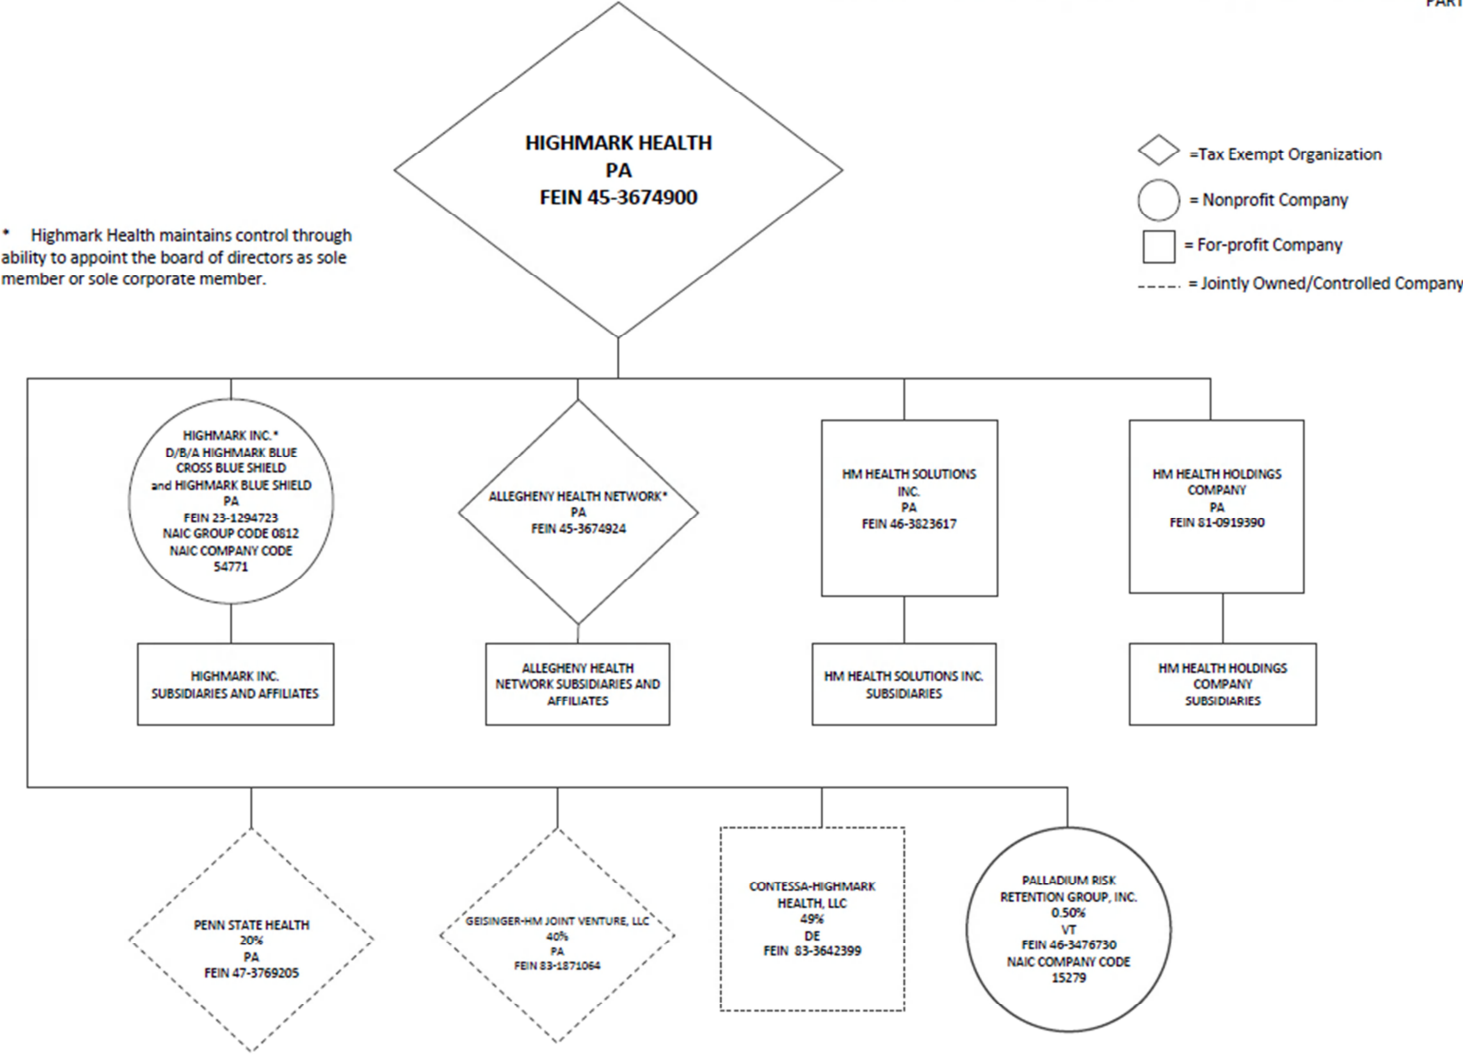 PART
HIGHMARK HEALTH
PA
FEIN 45-3674900
=Tax Exempt Organization
= Nonprofit Company
= For-profit Company
= Jointly Owned/Controlled Company
* Highmark Health maintains control through
ability to appoint the board of directors as sole
member or sole corporate member.
HIGHMARK INC.*
D/B/A HIGHMARK BLUE
CROSS BLUE SHIELD
and HIGHMARK BLUE SHIELD
PA
FEIN 23-1294723
NAIC GROUP CODE 0812
NAIC COMPANY CODE
54771
ALLEGHENY HEALTH NETWORK*
PA
FEIN 45-3674924
HM HEALTH SOLUTIONS
INC.
PA
FEIN 46-3823617
HM HEALTH HOLDINGS
COMPANY
PA
FEIN 81-0919390
HIGHMARK INC.
SUBSIDIARIES AND AFFILIATES
ALLEGHENY HEALTH
NETWORK SUBSIDIARIES AND
AFFILIATES
HM HEALTH SOLUTIONS INC.
SUBSIDIARIES
HM HEALTH HOLDINGS
COMPANY
SUBSIDIARIES
PENN STATE HEALTH
20%
PA
FEIN 47-3769205
GEISINGER-HM JOINT VENTURE, LLC
40%
PA
FEIN 83-1871064
CONTESSA-HIGHMARK
HEALTH, LLC
49%
DE
FEIN 83-3642399
PALLADIUM RISK
RETENTION GROUP, INC.
0.50%
VT
FEIN 46-3476730
NAIC COMPANY CODE
15279